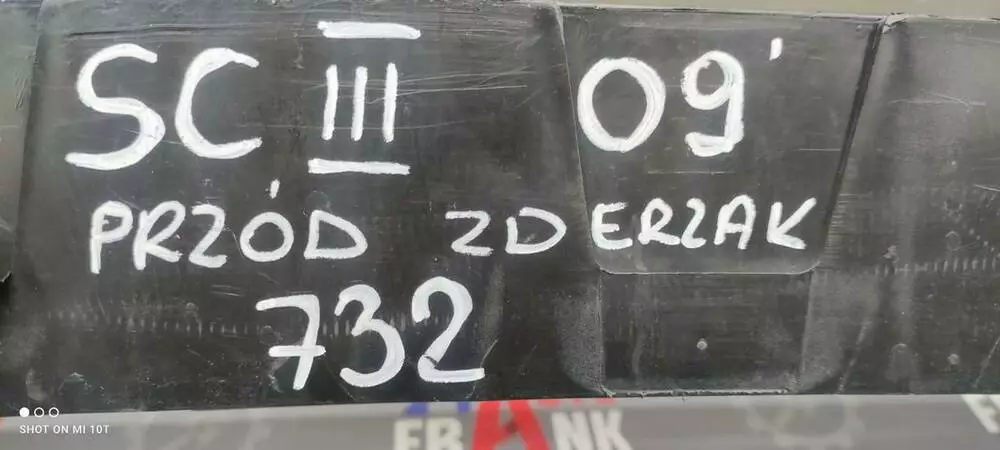 SC III 09'
PRZÓD ZDERZAK
732
SHOT ON MI 10T